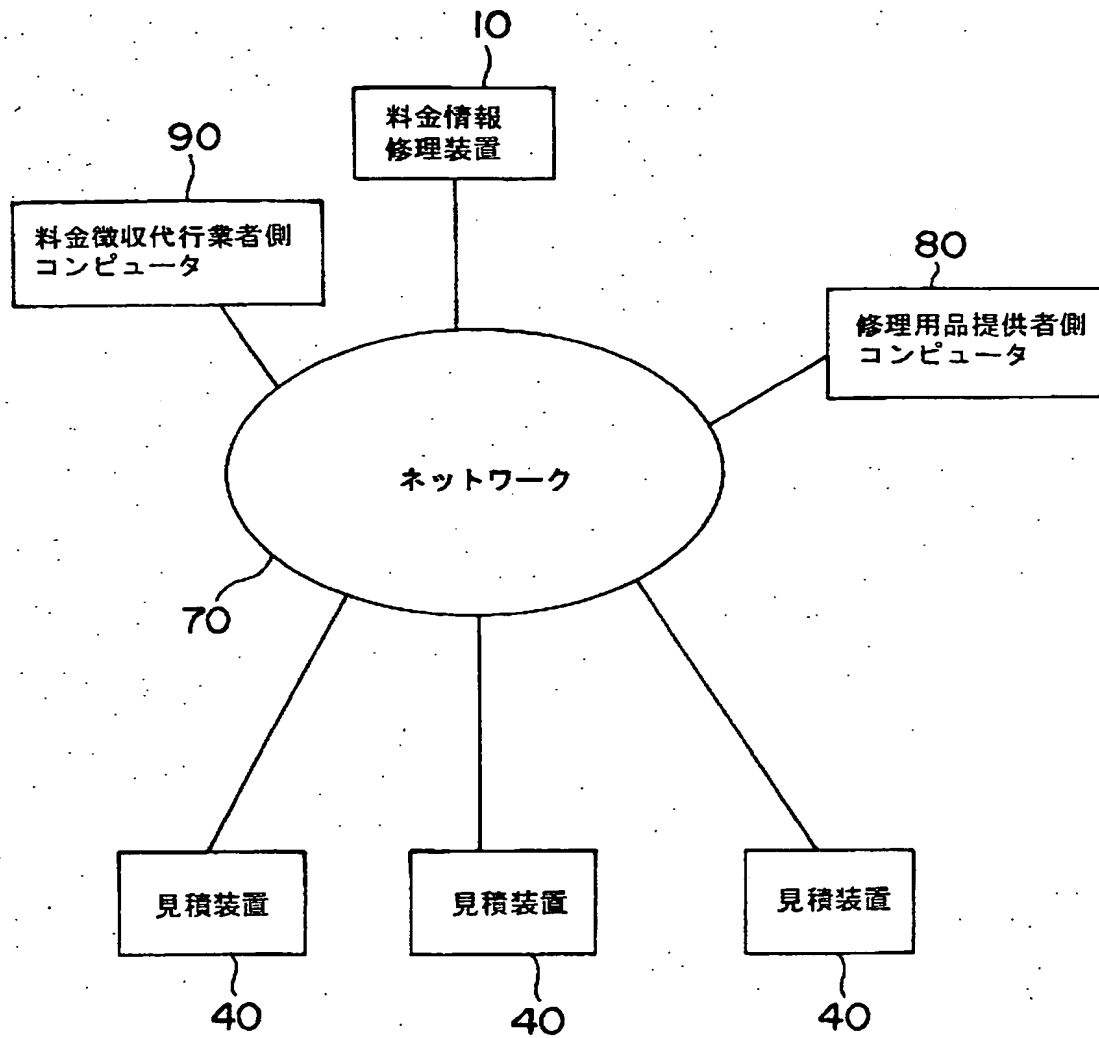 10
料金情報
修理装置
90
料金徴収代行業者側
コンピュータ
80
修理用品提供者側
コンピュータ
ネットワーク
70
見積装置
見積装置
見積装置
40
40
40